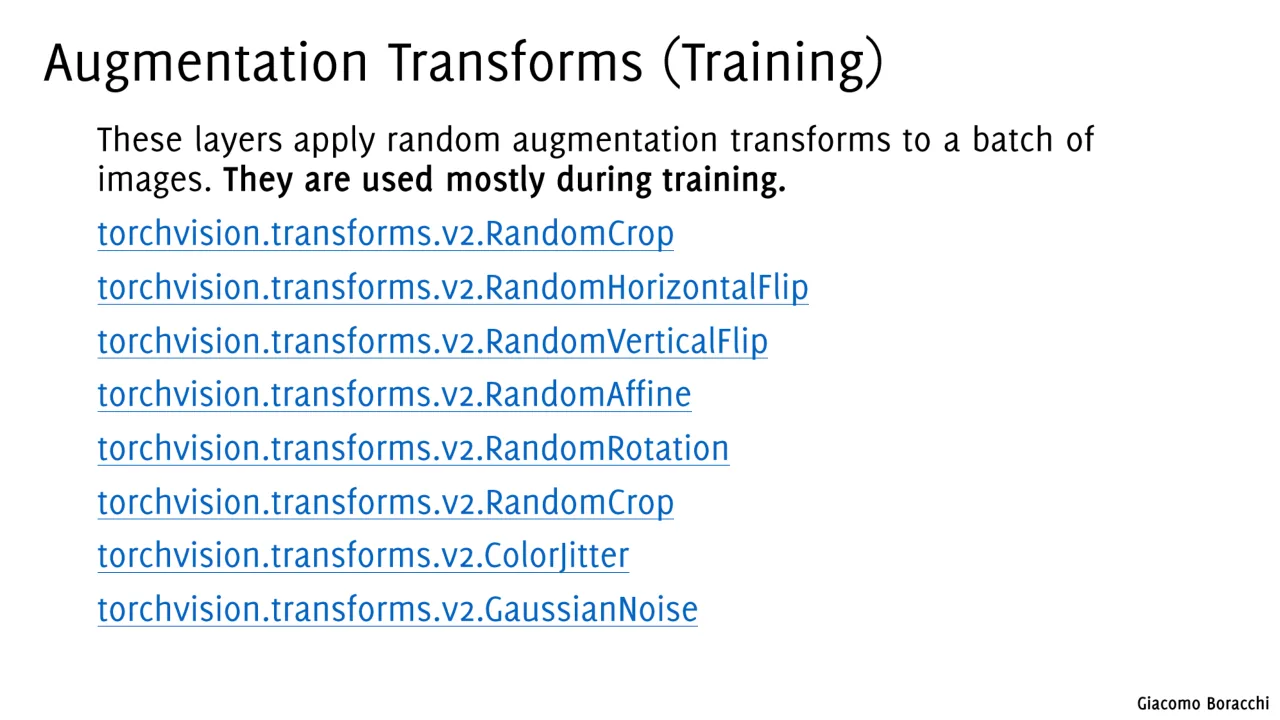 Augmentation Transforms (Training)
These layers apply random augmentation transforms to a batch of
images. They are used mostly during training.
torchvision.transforms.v2.RandomCrop
torchvision.transforms.v2.RandomHorizontalFlip
torchvision.transforms.v2.RandomVerticalFlip
torchvision.transforms.v2.RandomAffine
torchvision.transforms.v2.RandomRotation
torchvision.transforms.v2.RandomCrop
torchvision.transforms.v2.ColorJitter
torchvision.transforms.v2.GaussianNoise
Giacomo Boracchi